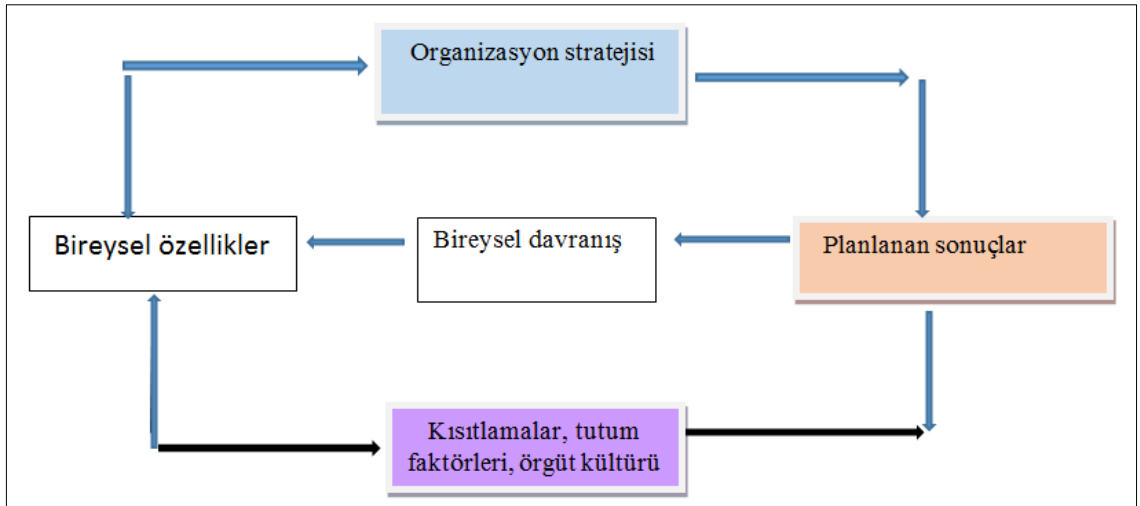 Organizasyon stratejisi
Bireysel özellikler
Bireysel davranış
Planlanan sonuçlar
Kısıtlamalar, tutum
faktörleri, örgüt kültürü